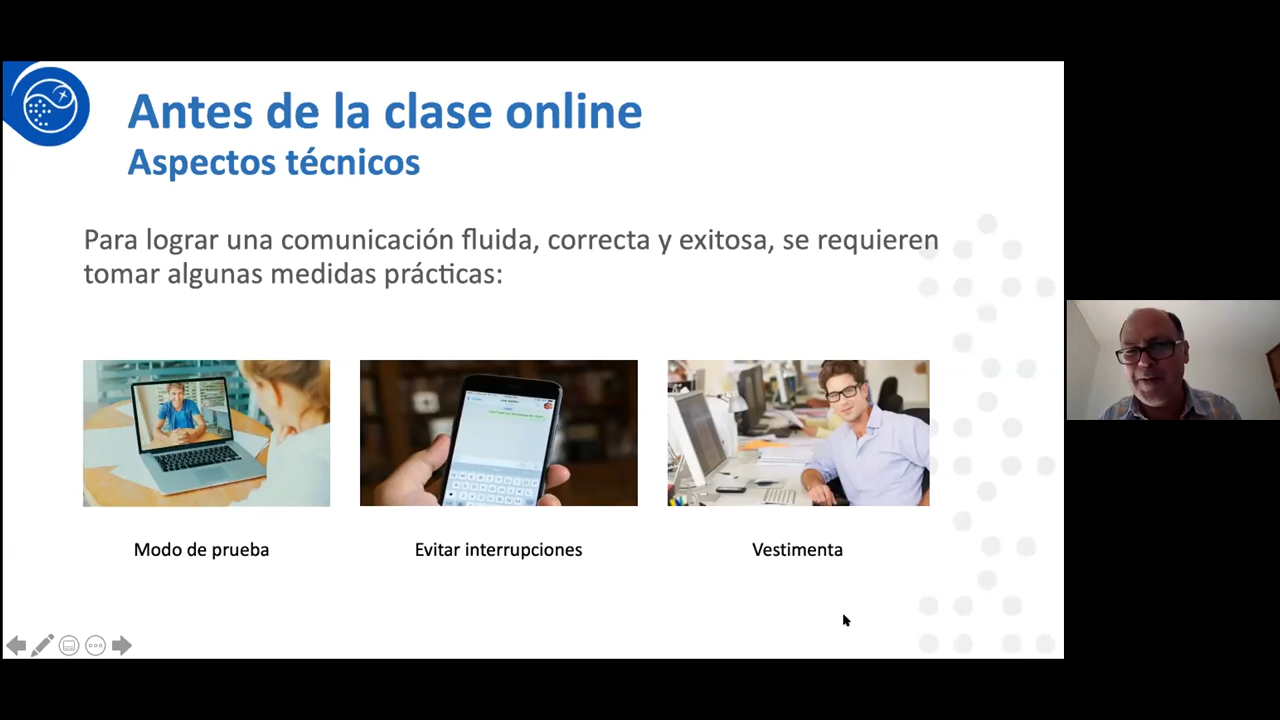 Antes de la clase online
Aspectos técnicos
Para lograr una comunicación fluida, correcta y exitosa, se requieren
tomar algunas medidas prácticas:
Modo de prueba
Evitar interrupciones
Vestimenta